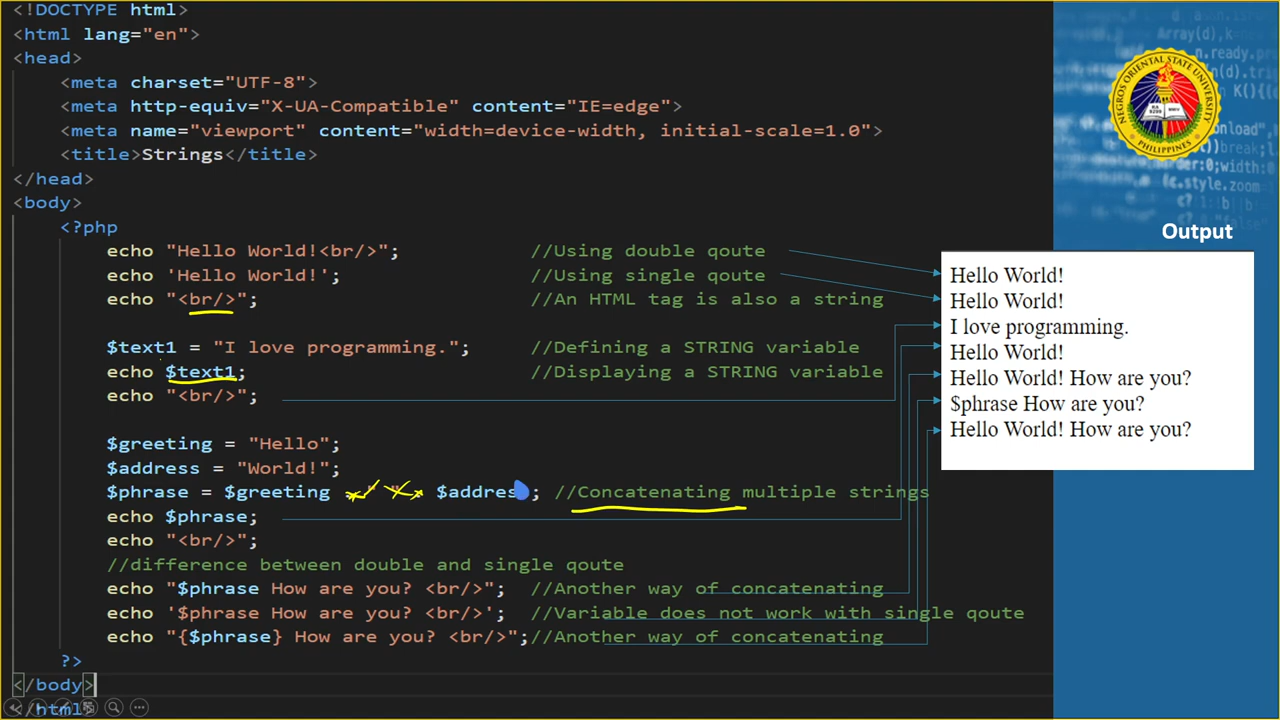 <!DOCTYPE html>
<html lang="en">
<head>
<meta charset="UTF-8">
<meta http-equiv="X-UA-Compatible" content="IE=edge">
<meta name="viewport" content="width=device-width, initial-scale=1.0">
<title>Strings</title>
</head>
<body>
<?php
echo "Hello World!<br/>"; //Using double qoute
echo 'Hello World!'; //Using single qoute
echo "<br/>"; //An HTML tag is also a string
$text1 = "I love programming."; //Defining a STRING variable
echo $text1; //Displaying a STRING variable
echo "<br/>";
$greeting = "Hello";
$address = "World!";
$phrase = $greeting $addres ; //Concatenating multiple strings
echo $phrase;
echo "<br/>";
//difference between double and single qoute
echo "$phrase How are you? <br/>"; //Another way of concatenating
echo '$phrase How are you? <br/>'; //Variable does not work with single qoute
echo "{$phrase} How are you? <br/>";//Another way of concatenating
?>
</body>
</html>
NEGROS ORIENTAL STATE UNIVERSITY
PHILIPPINES
Output
Hello World!
Hello World!
I love programming.
Hello World!
Hello World! How are you?
$phrase How are you?
Hello World! How are you?